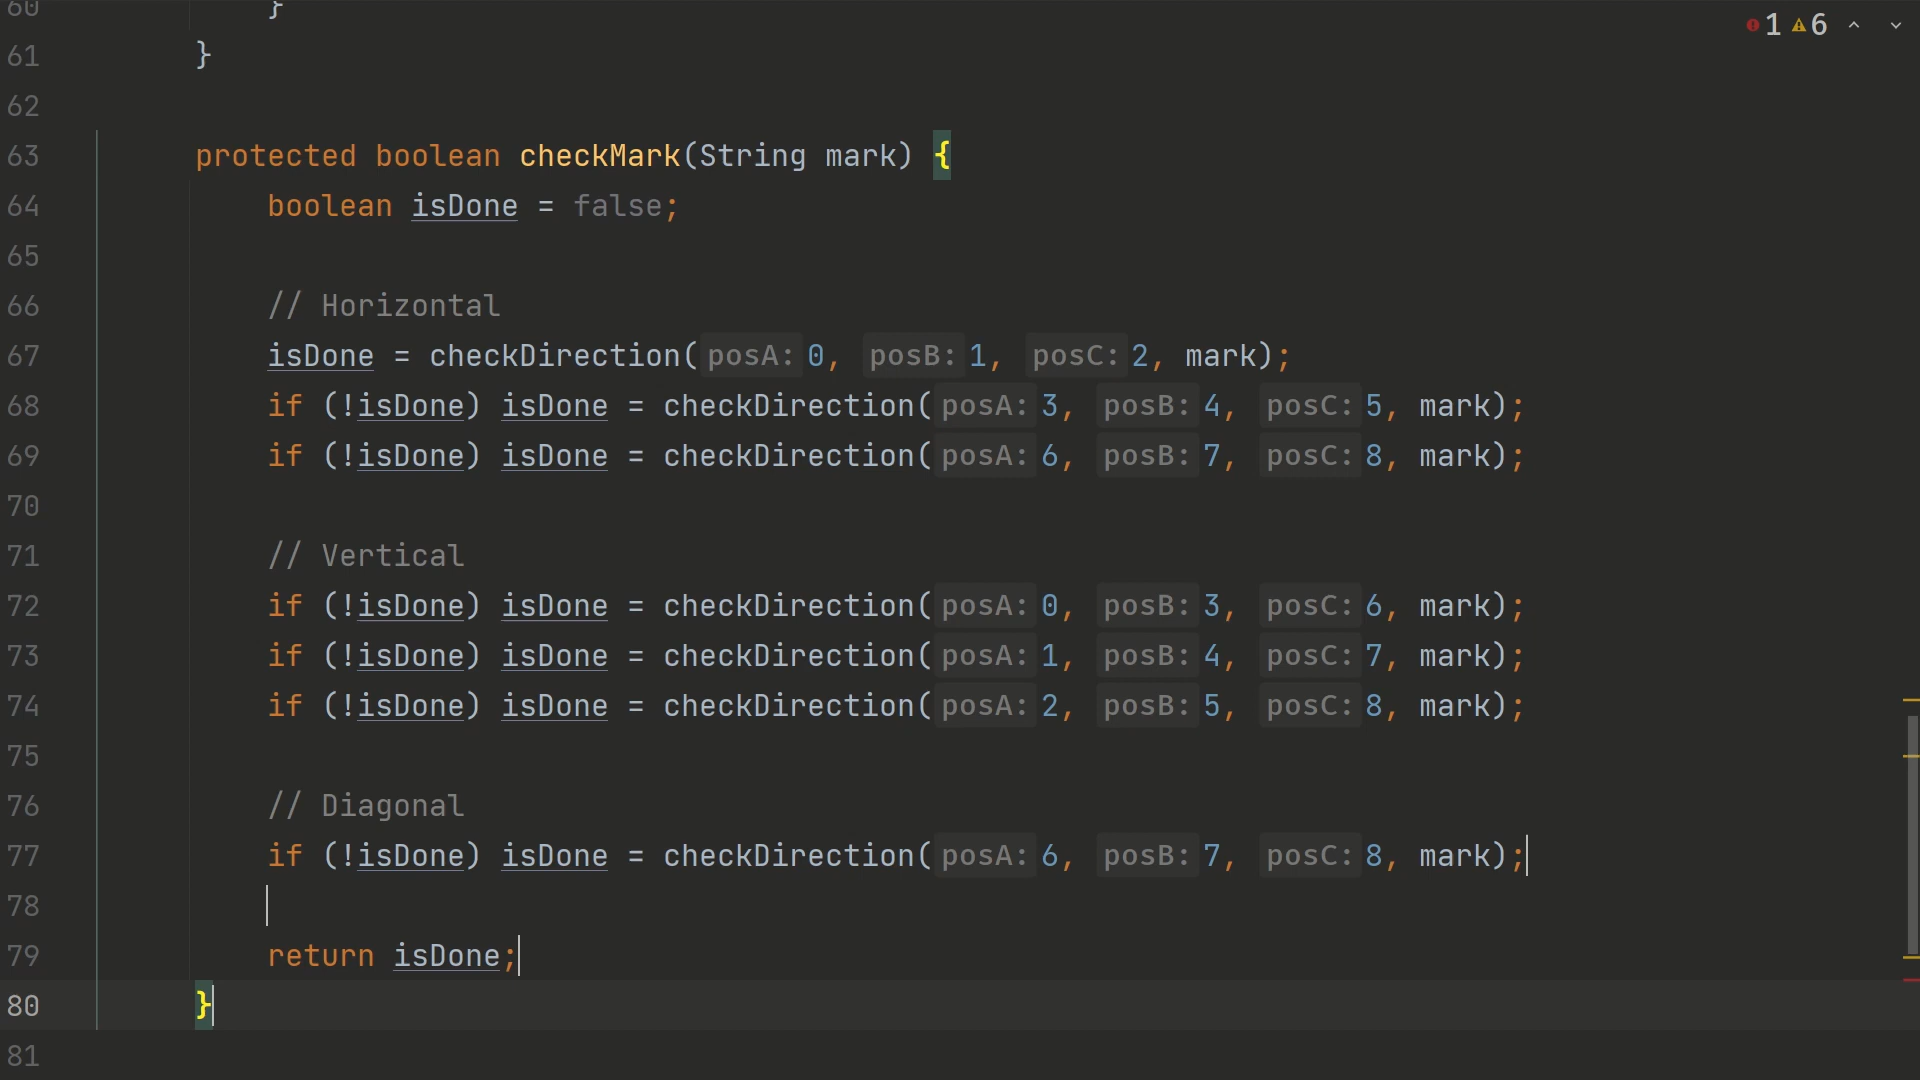 60 }
1 6
61 }
62
63 protected boolean checkMark(String mark) {
64 boolean isDone = false;
65
66 // Horizontal
67 isDone = checkDirection( posA: 0, posB: 1, posC: 2, mark);
68 if (!isDone) isDone = checkDirection( posA: 3, posB: 4, posC: 5, mark);
69 if (!isDone) isDone = checkDirection( posA: 6, posB: 7, posC: 8, mark);
70
71 // Vertical
72 if (!isDone) isDone = checkDirection( posA: 0, posB: 3, posC: 6, mark);
73 if (!isDone) isDone = checkDirection( posA: 1, posB: 4, posC: 7, mark);
74 if (!isDone) isDone = checkDirection( posA: 2, posB: 5, posC: 8, mark);
75
76 // Diagonal
77 if (!isDone) isDone = checkDirection( posA: 6, posB: 7, posC: 8, mark);
78
79 return isDone;
80 }
81